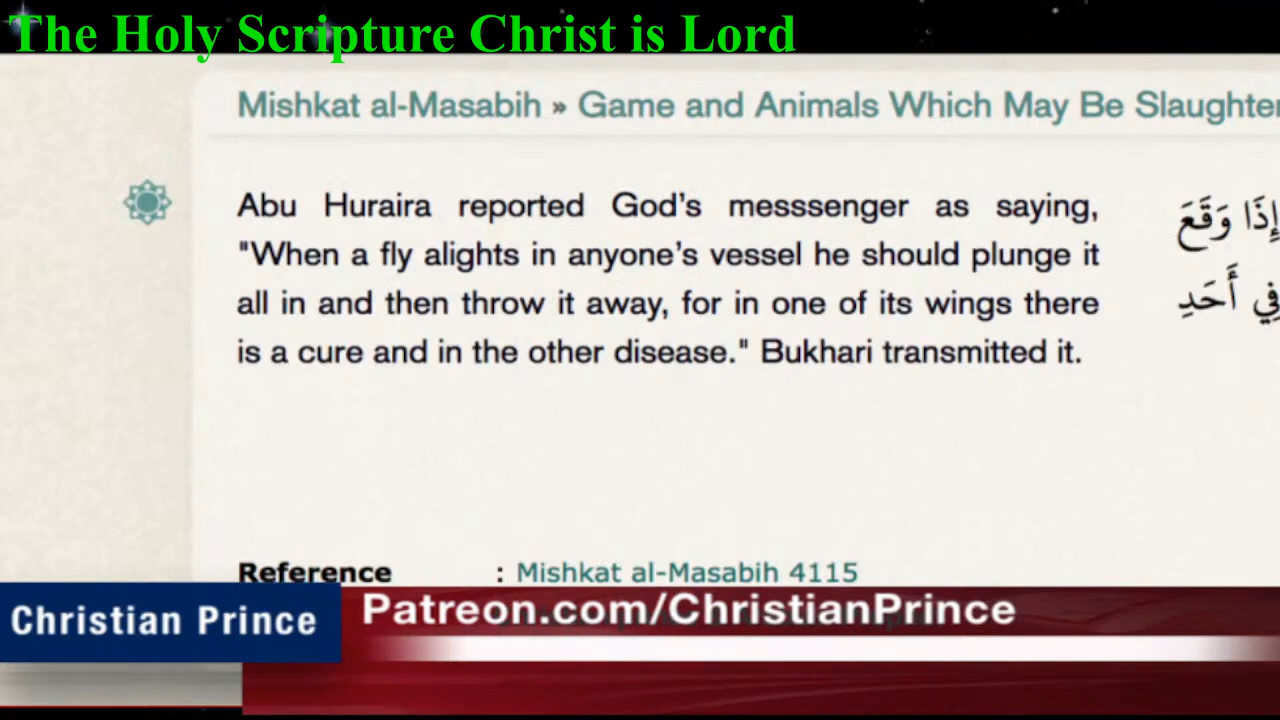 The Holy Scripture Christ is Lord
Mishkat al-Masabih » Game and Animals Which May Be Slaughter
Abu Huraira reported God's messsenger as saying,
"When a fly alights in anyone's vessel he should plunge it
all in and then throw it away, for in one of its wings there
is a cure and in the other disease." Bukhari transmitted it.
إِذَا وَقَعَ
فِي أَحَدِ
Reference : Mishkat al-Masabih 4115
Christian Prince
Patreon.com/ChristianPrince